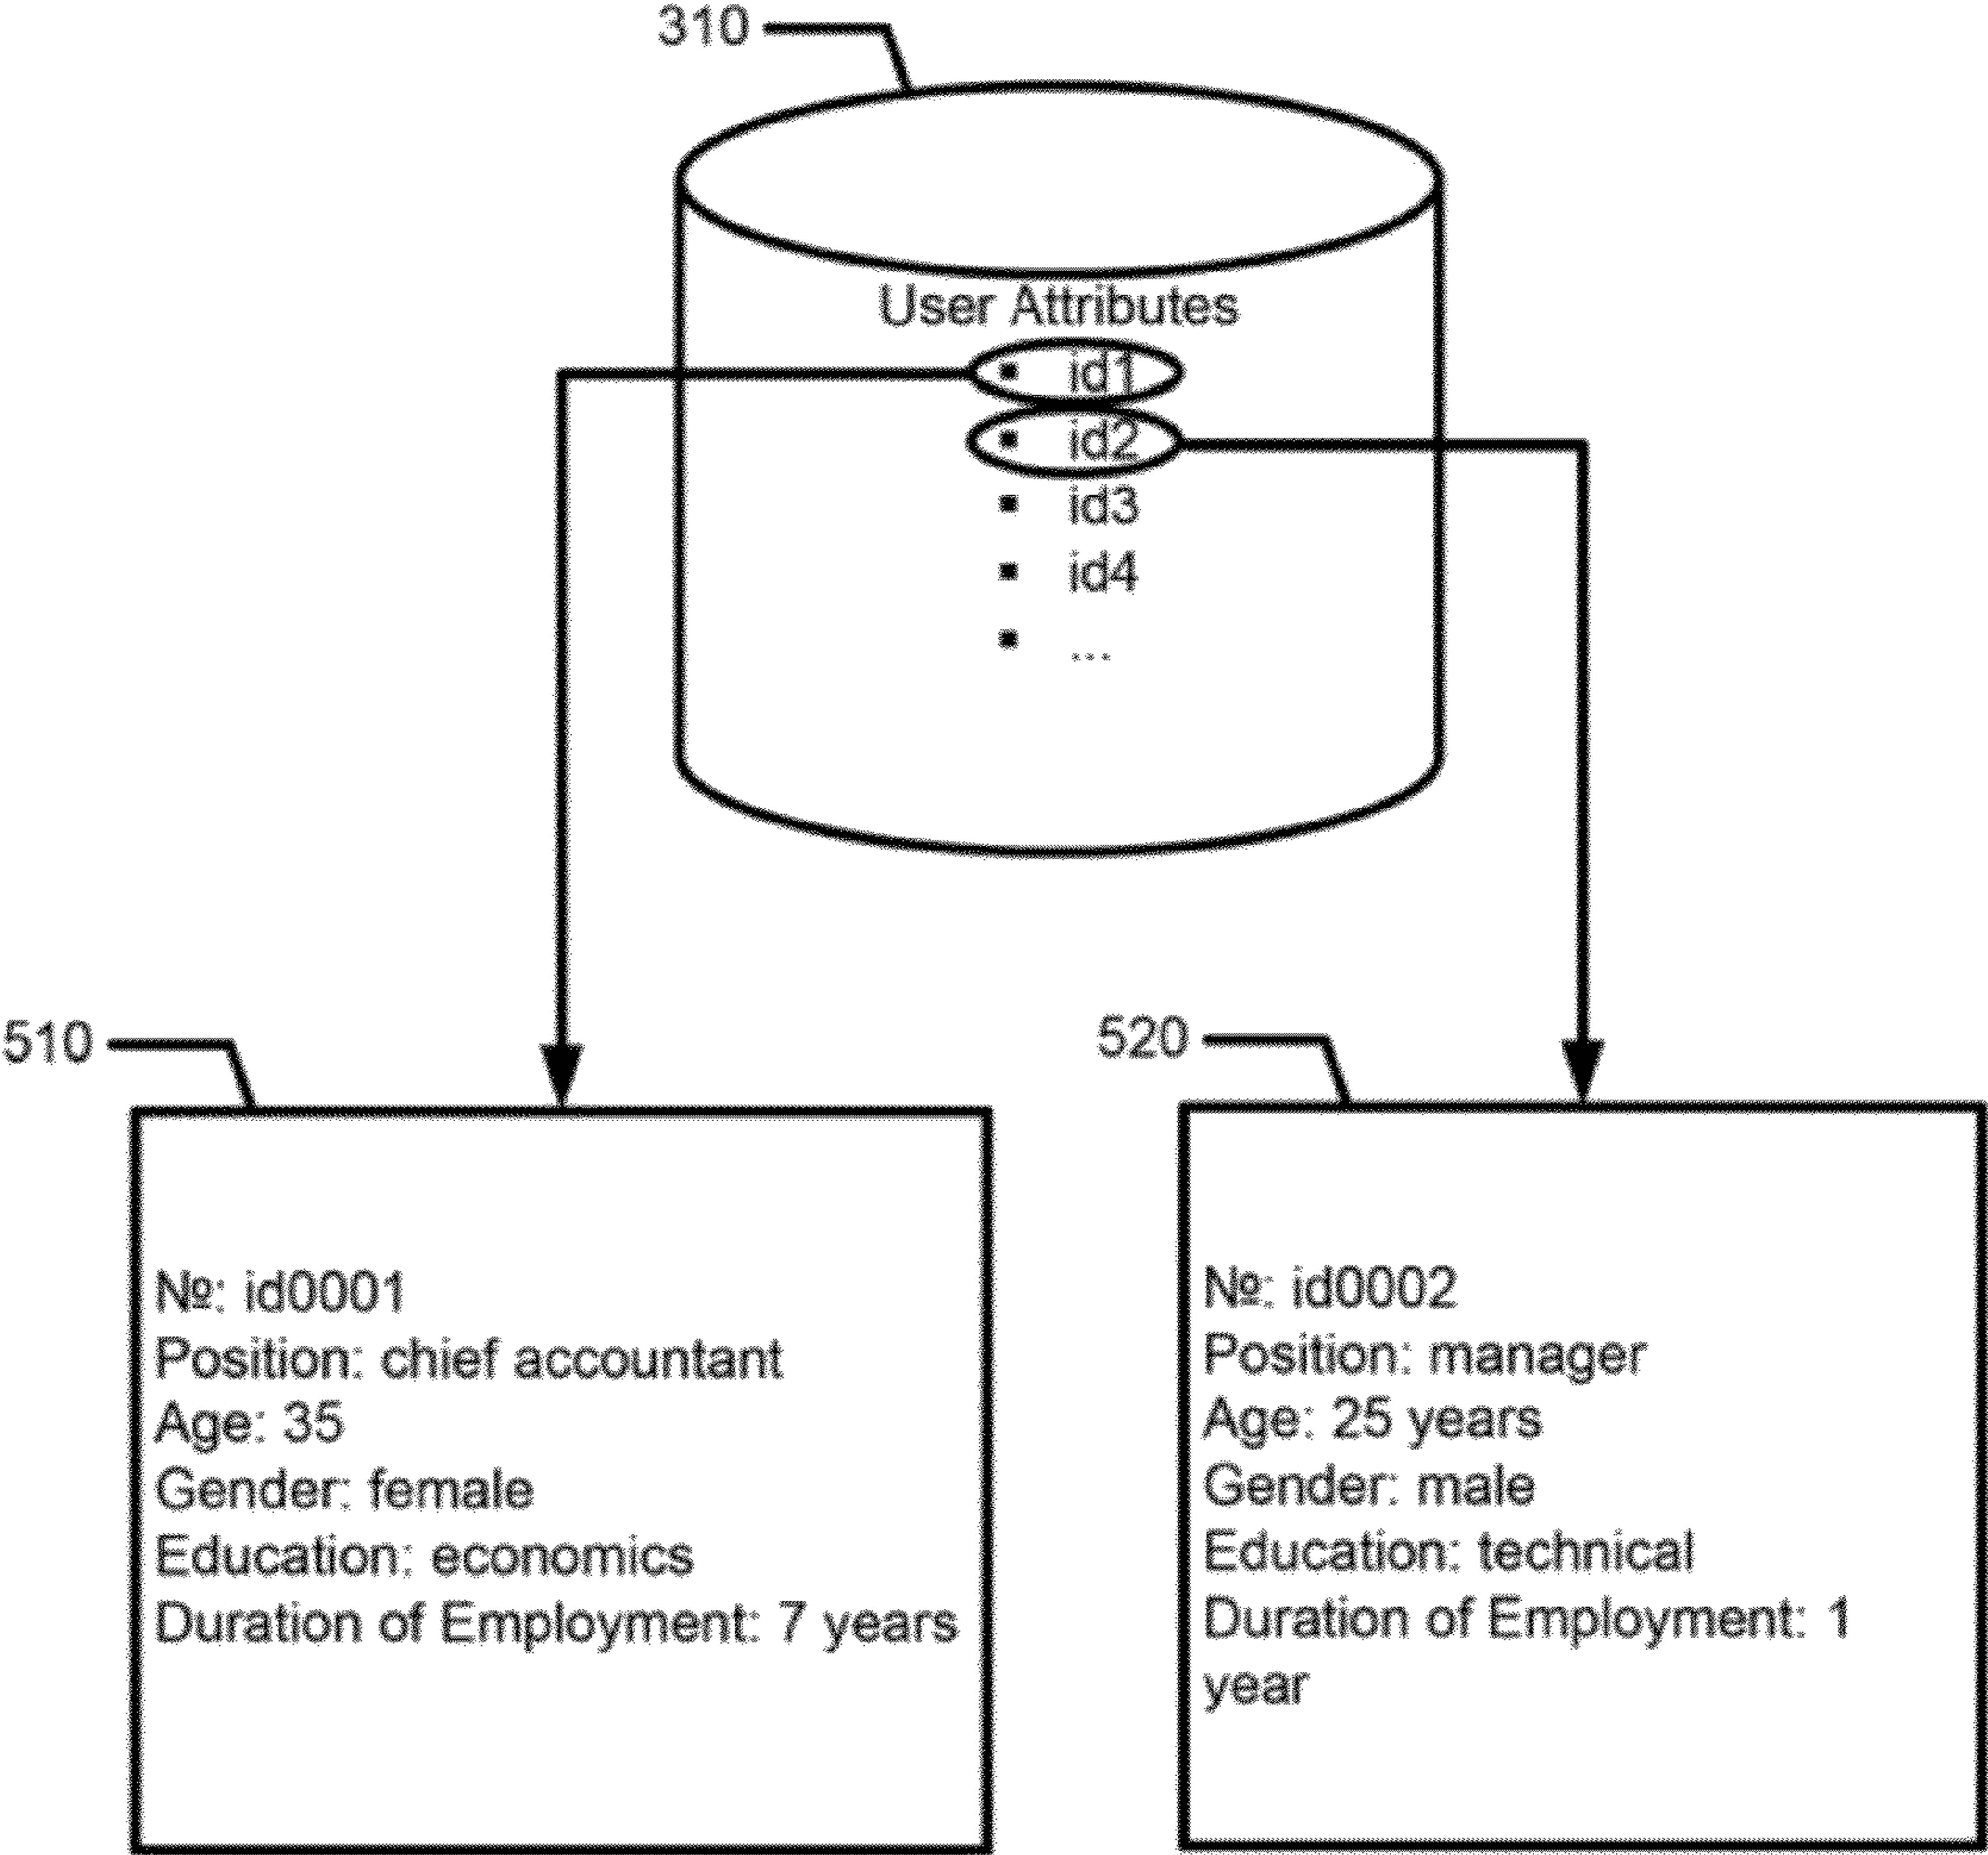 310
User Attributes
▪ id1
▪ id2
▪ id3
▪ id4
▪ ...
510
520
№: id0001
Position: chief accountant
Age: 35
Gender: female
Education: economics
Duration of Employment: 7 years
№: id0002
Position: manager
Age: 25 years
Gender: male
Education: technical
Duration of Employment: 1
year